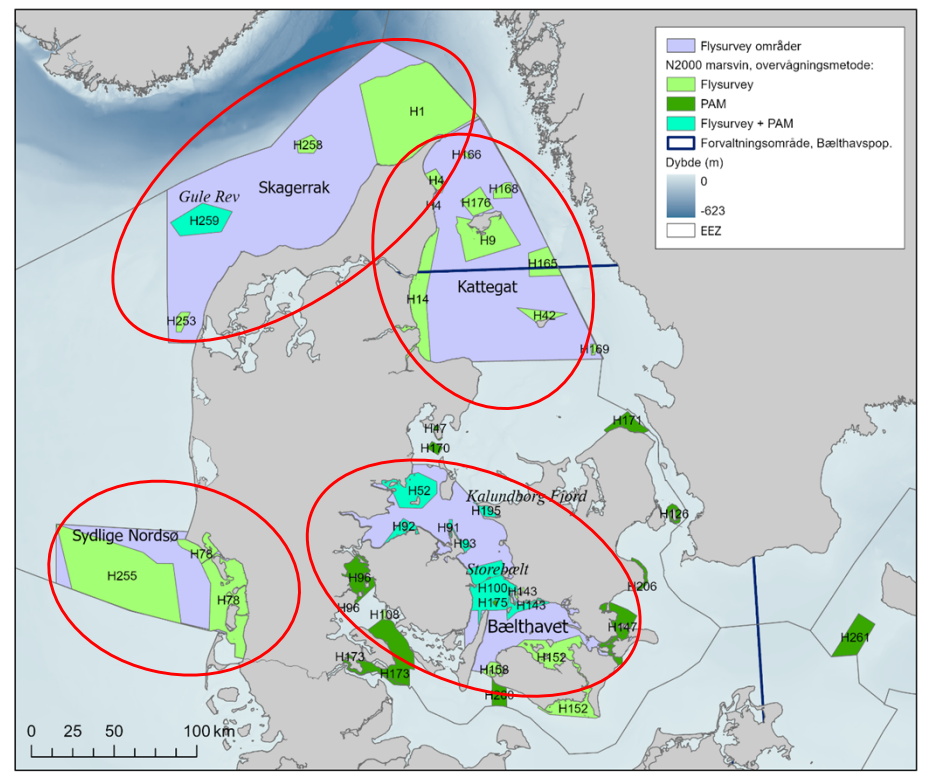 Flysurvey områder
N2000 marsvin, overvågningsmetode:
Flysurvey
PAM
Flysurvey + PAM
Forvaltningsområde, Bælthavspop.
Dybde (m)
0
-623
EEZ
H1
H258
H166
Skagerrak
H4
H168
Gule Rev
H4
H176
H259
H9
H165
Kattegat
H14
H42
H253
H169
H171
H47
H170
H52
Kalundborg Fjord
H195
H126
H92
H91
Sydlige Nordsø
H93
H78
Storebælt
H255
H96
H206
H100
H143
H78
H175
H143
H96
H108
Bælthavet
H147
H261
H173
H152
H173
H158
H260
H152
0 25 50 100 km